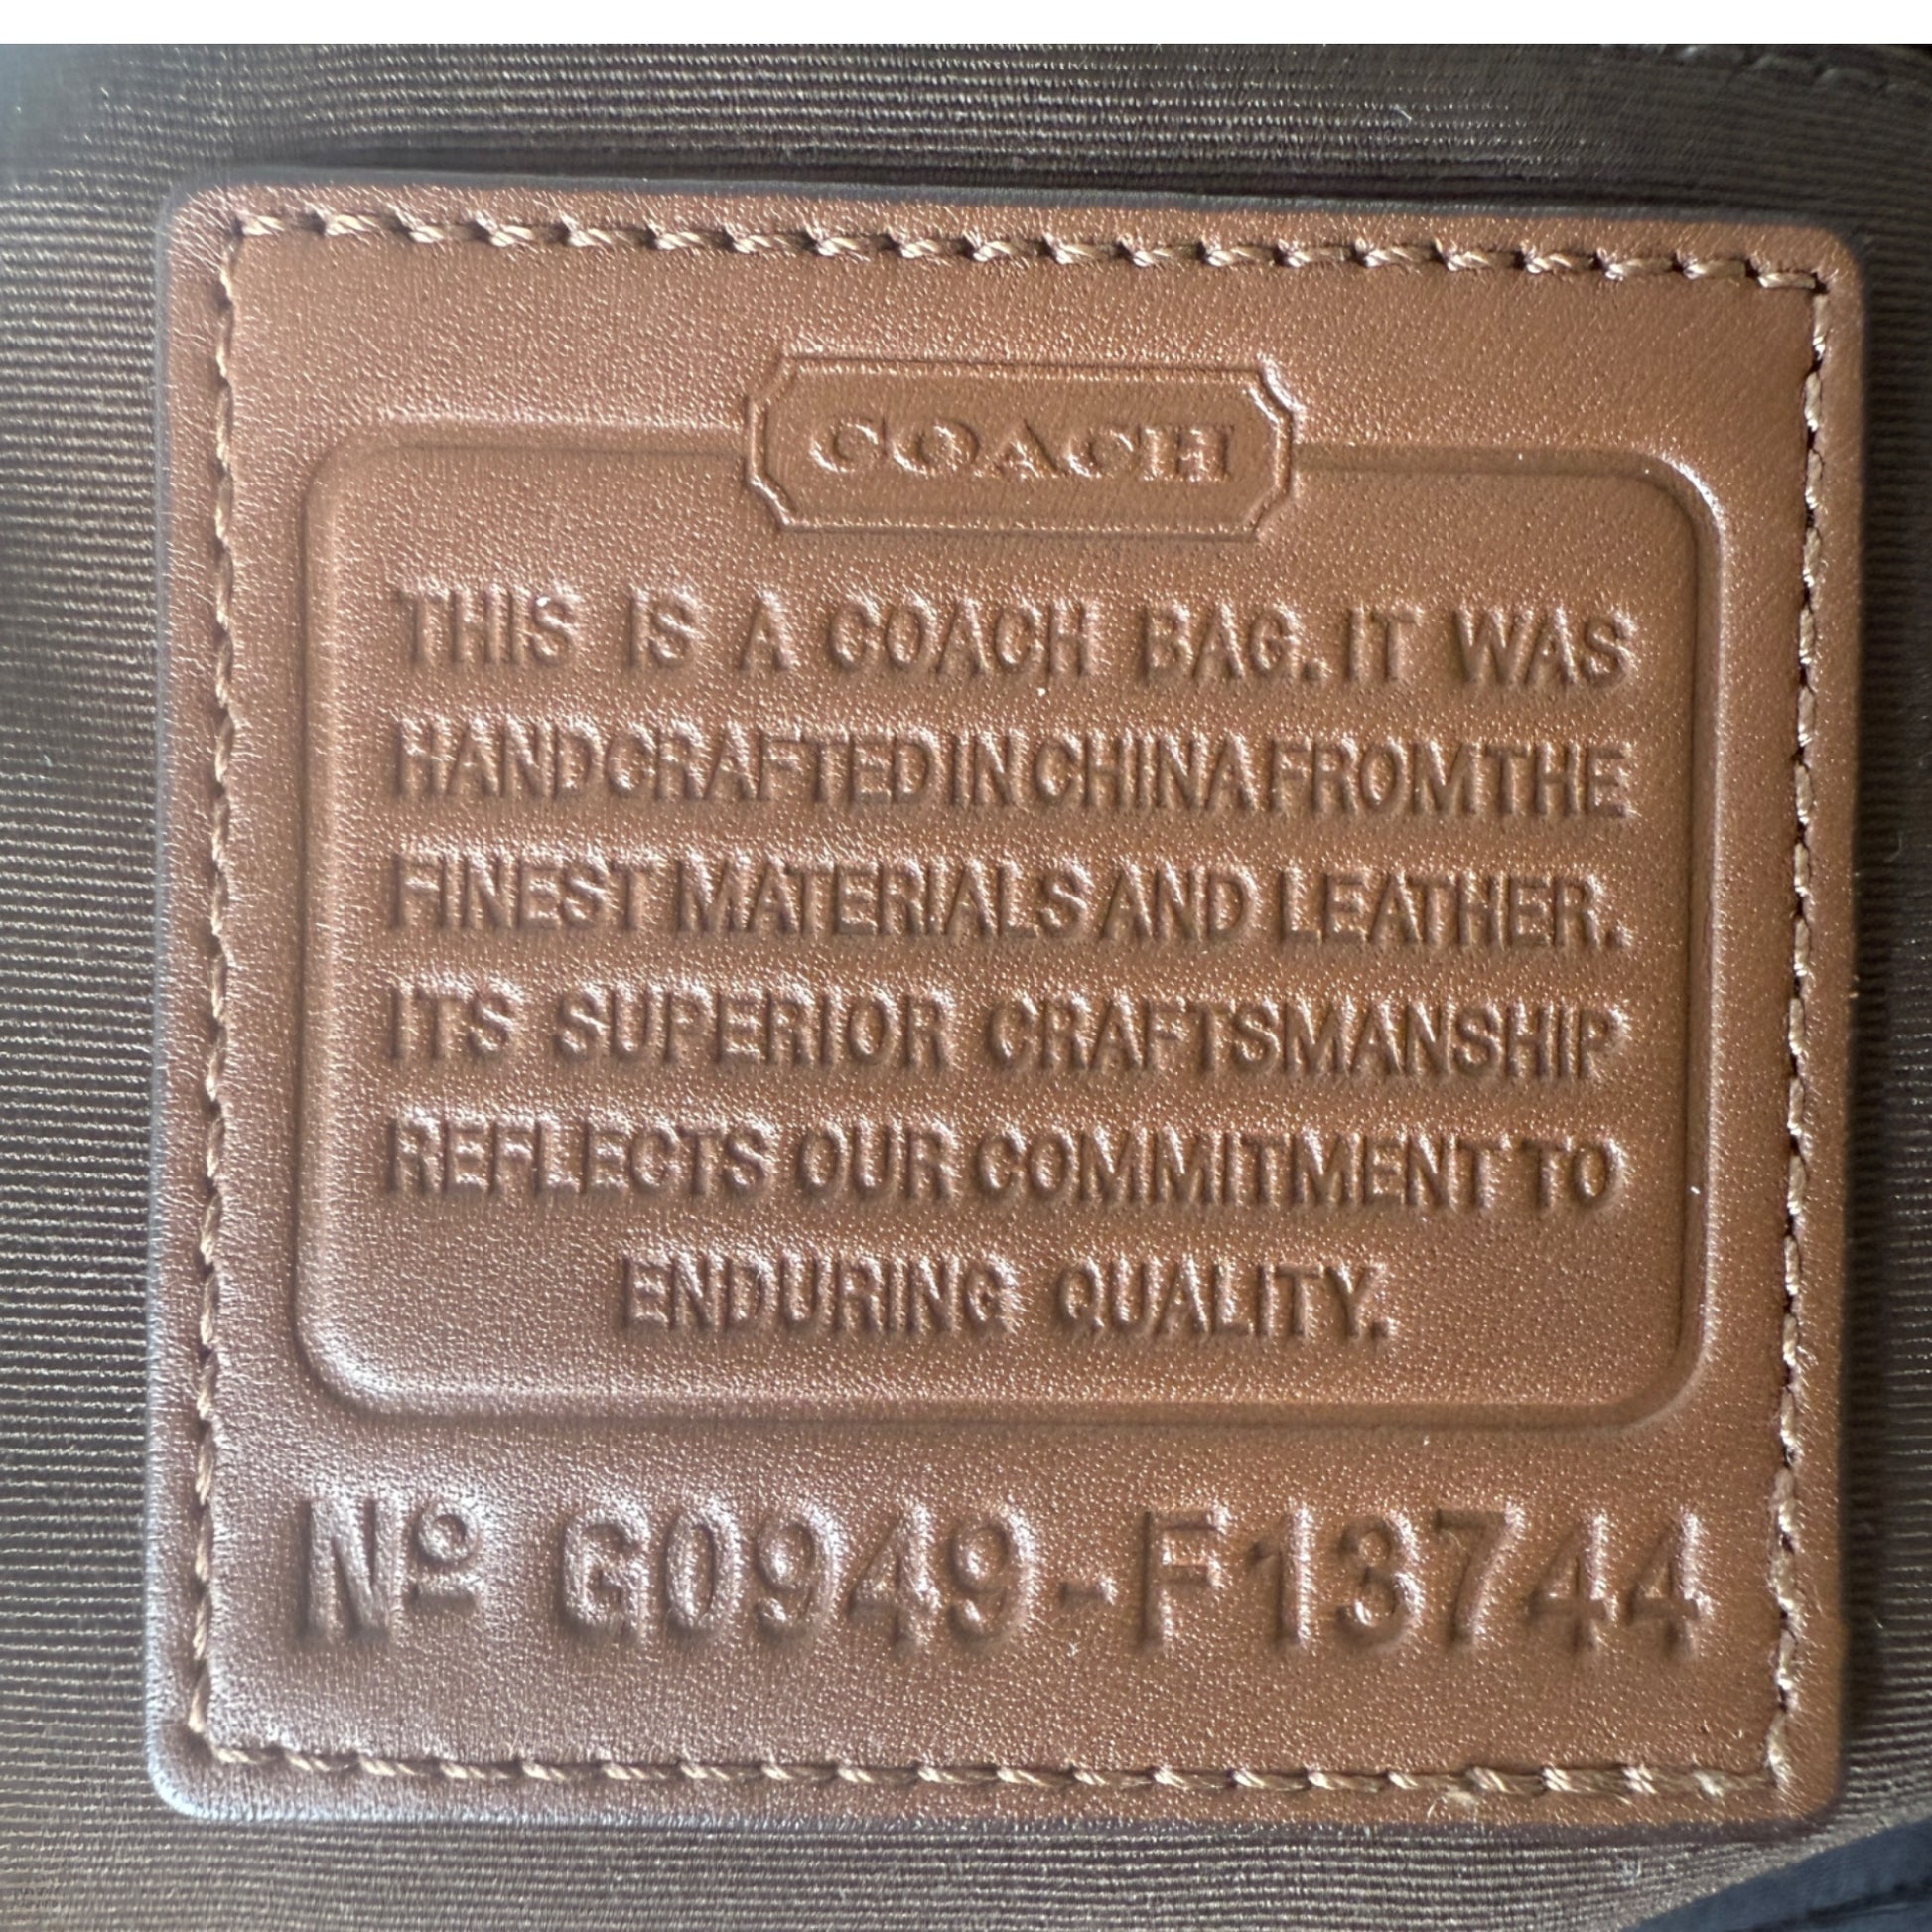 COACH
THIS IS A COACH BAG. IT WAS
HANDCRAFTED IN CHINA FROM THE
FINEST MATERIALS AND LEATHER.
ITS SUPERIOR CRAFTSMANSHIP
REFLECTS OUR COMMITMENT TO
ENDURING QUALITY.
Nº G0949-F13744